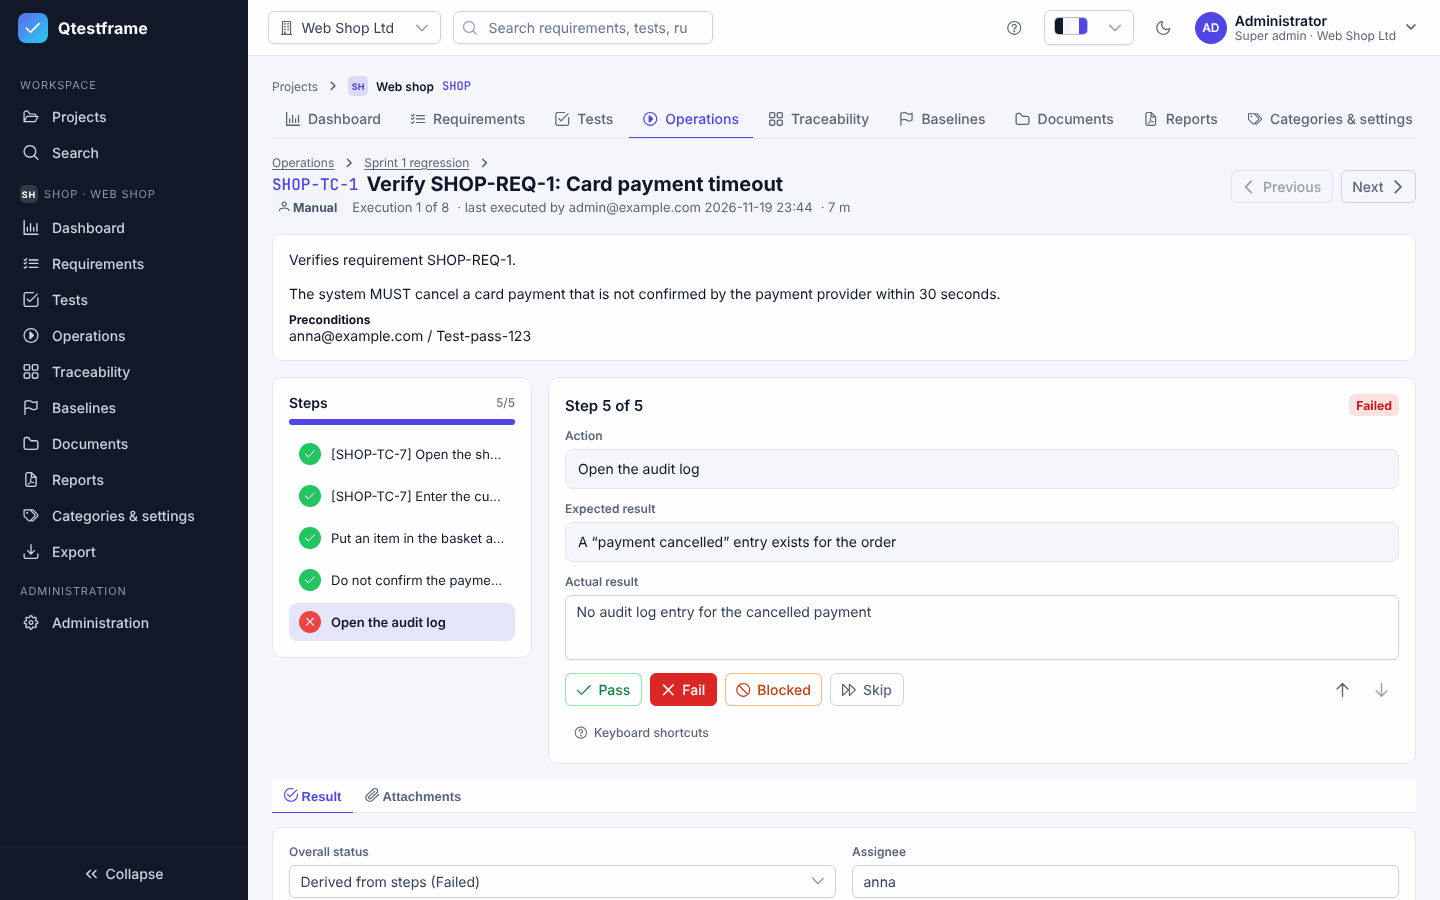 Qtestframe
Web Shop Ltd
Search requirements, tests, ru
AD
Administrator
Super admin · Web Shop Ltd
WORKSPACE
Projects
Search
SH SHOP · WEB SHOP
Dashboard
Requirements
Tests
Operations
Traceability
Baselines
Documents
Reports
Categories & settings
Export
ADMINISTRATION
Administration
Collapse
Projects
SH Web shop SHOP
Dashboard
Requirements
Tests
Operations
Traceability
Baselines
Documents
Reports
Categories & settings
Operations
Sprint 1 regression
SHOP-TC-1 Verify SHOP-REQ-1: Card payment timeout
Previous
Next
Manual
Execution 1 of 8 · last executed by admin@example.com 2026-11-19 23:44 · 7 m
Verifies requirement SHOP-REQ-1.
The system MUST cancel a card payment that is not confirmed by the payment provider within 30 seconds.
Preconditions
anna@example.com / Test-pass-123
Steps
5/5
[SHOP-TC-7] Open the sh...
[SHOP-TC-7] Enter the cu...
Put an item in the basket a...
Do not confirm the payme...
Open the audit log
Step 5 of 5
Failed
Action
Open the audit log
Expected result
A “payment cancelled” entry exists for the order
Actual result
No audit log entry for the cancelled payment
Pass
Fail
Blocked
Skip
Keyboard shortcuts
Result
Attachments
Overall status
Derived from steps (Failed)
Assignee
anna